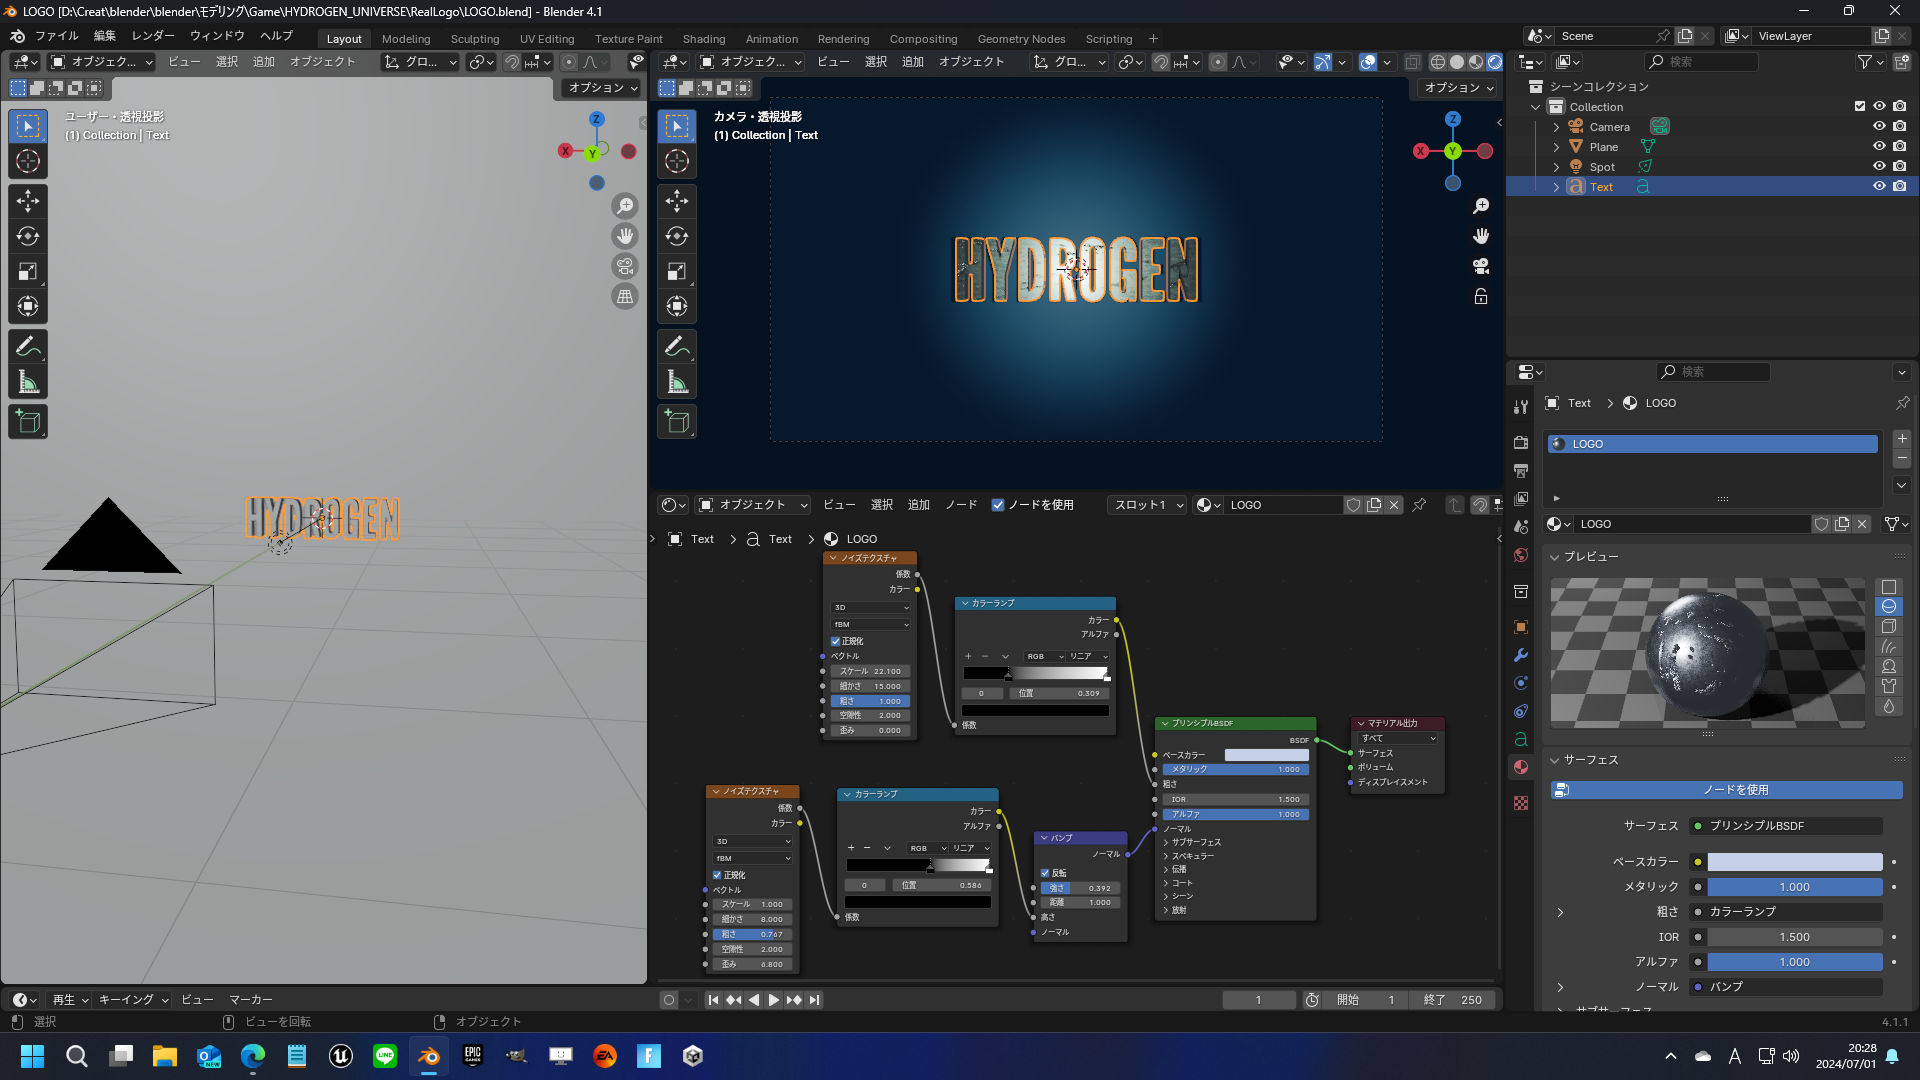 LOGO [D:\Creat\blender\blender\モデリング\Game\HYDROGEN_UNIVERSE\RealLogo\LOGO.blend] - Blender 4.1
ファイル 編集 レンダー ウィンドウ ヘルプ Layout Modeling Sculpting UV Editing Texture Paint Shading Animation Rendering Compositing Geometry Nodes Scripting + Scene ViewLayer
オブジェク... ビュー 選択 追加 オブジェクト グロ...
オプション
ユーザー・透視投影
(1) Collection | Text
Z
X
Y
HYDROGEN
オブジェク... ビュー 選択 追加 オブジェクト グロ...
オプション
カメラ・透視投影
(1) Collection | Text
Z
X
Y
HYDROGEN
検索
シーンコレクション
Collection
Camera
Plane
Spot
Text
オブジェクト ビュー 選択 追加 ノード ノードを使用 スロット1 LOGO
Text > Text > LOGO
ノイズテクスチャ
係数
カラー
3D
fBM
正規化
ベクトル
スケール 22.100
細かさ 15.000
粗さ 1.000
空隙性 2.000
歪み 0.000
カラーランプ
カラー
アルファ
RGB リニア
0 位置 0.309
係数
ノイズテクスチャ
係数
カラー
3D
fBM
正規化
ベクトル
スケール 1.000
細かさ 8.000
粗さ 0.767
空隙性 2.000
歪み 6.800
カラーランプ
カラー
アルファ
RGB リニア
0 位置 0.586
係数
バンプ
ノーマル
反転
強さ 0.392
距離 1.000
高さ
ノーマル
プリンシプルBSDF
BSDF
ベースカラー
メタリック 1.000
粗さ
IOR 1.500
アルファ 1.000
ノーマル
サブサーフェス
スペキュラー
伝播
コート
シーン
放射
マテリアル出力
すべて
サーフェス
ボリューム
ディスプレイスメント
検索
Text > LOGO
LOGO
LOGO
プレビュー
サーフェス
ノードを使用
サーフェス プリンシプルBSDF
ベースカラー
メタリック 1.000
粗さ カラーランプ
IOR 1.500
アルファ 1.000
ノーマル バンプ
サブサーフェス
再生 キーイング ビュー マーカー 1 開始 1 終了 250
選択 ビューを回転 オブジェクト 4.1.1
NEW LINE EPIC GAMES EA F A 20:28
2024/07/01